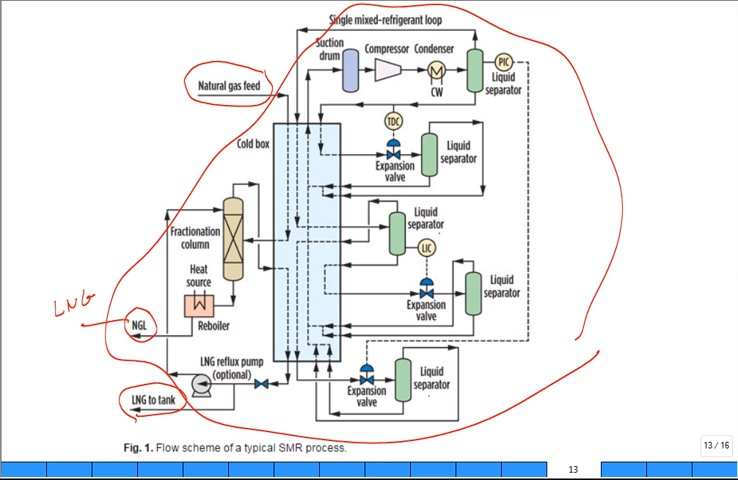 Single mixed-refrigerant loop
Suction
drum
Compressor
Condenser
PIC
Natural gas feed
CW
Liquid
separator
TDC
Cold box
Expansion
valve
Liquid
separator
Fractionation
column
Liquid
separator
LIC
Heat
source
LNG
NGL
Reboiler
Expansion
valve
Liquid
separator
LNG reflux pump
(optional)
LNG to tank
Expansion
valve
Liquid
separator
Fig. 1. Flow scheme of a typical SMR process.
13 / 16
13